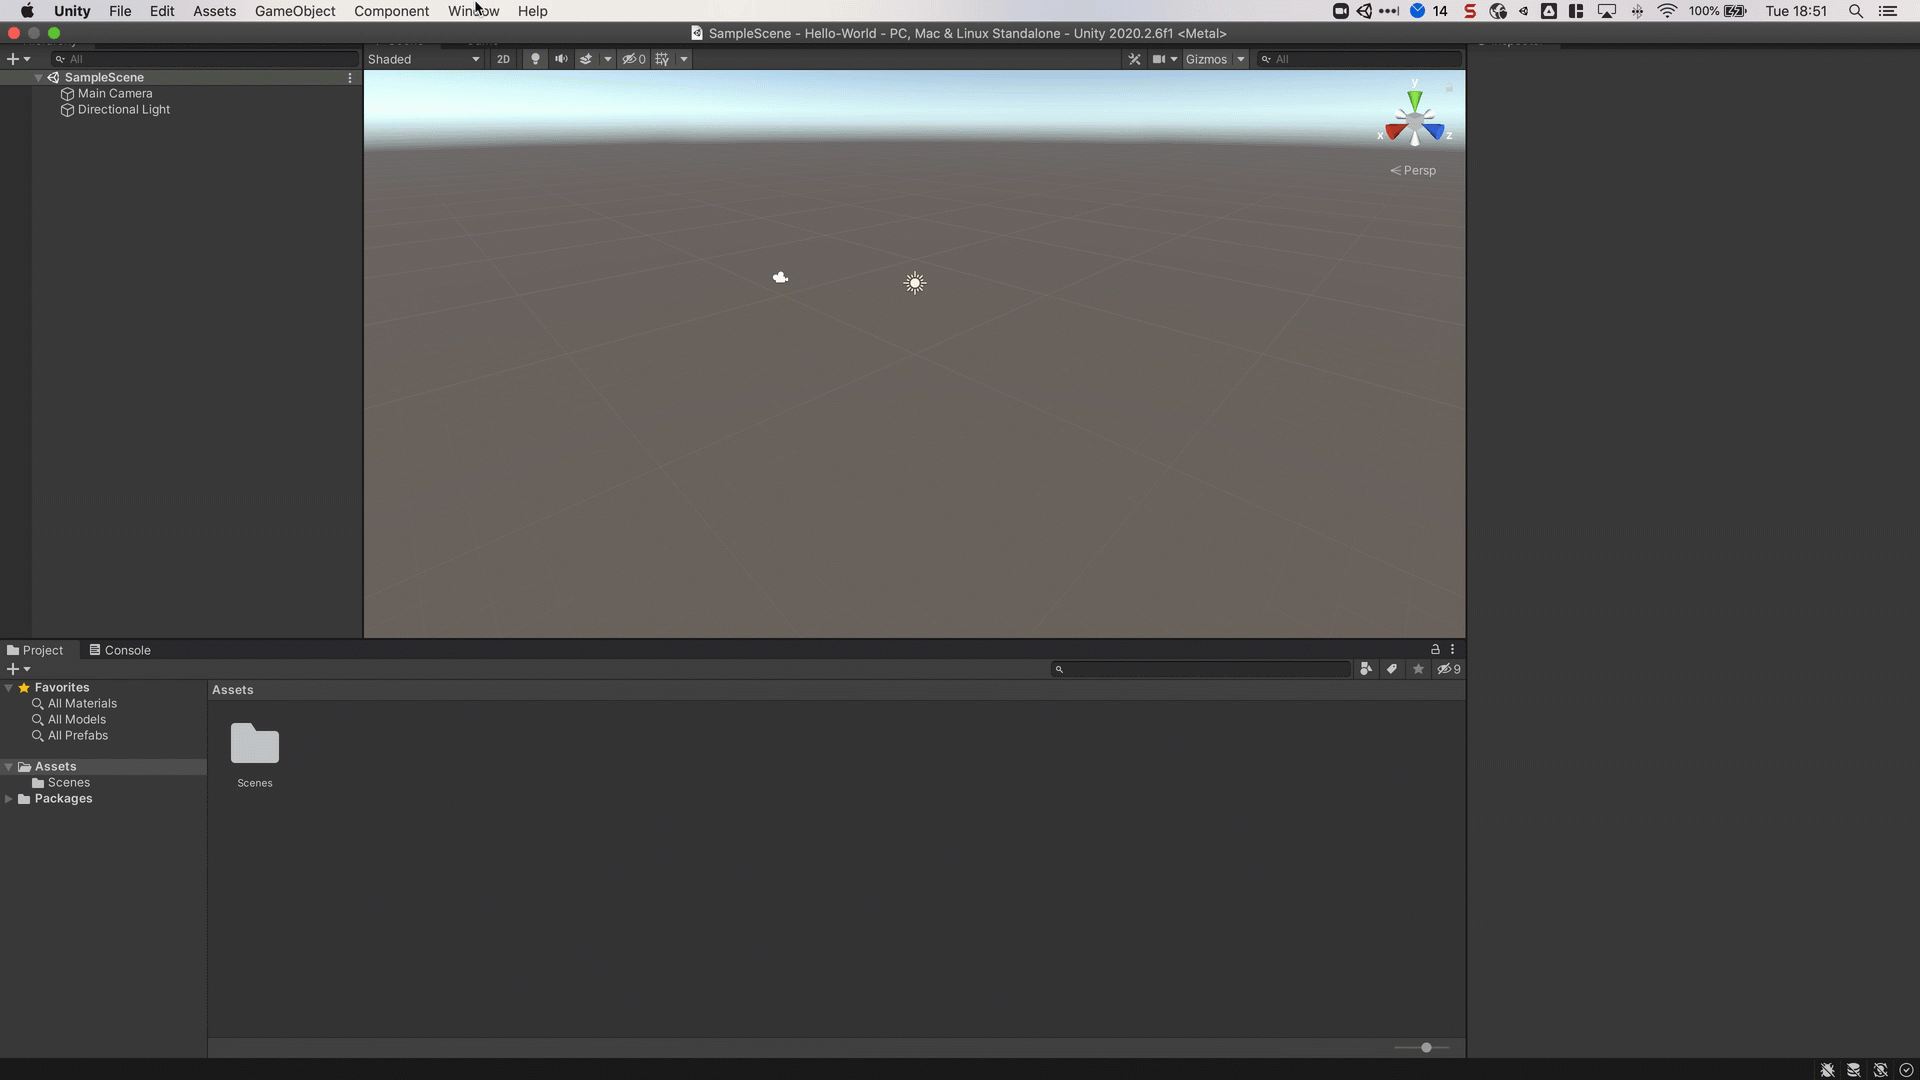 Unity File Edit Assets GameObject Component Window Help 14 100% Tue 18:51
SampleScene - Hello-World - PC, Mac & Linux Standalone - Unity 2020.2.6f1 <Metal>
All Shaded 2D 0 Gizmos All
SampleScene
Main Camera
Directional Light
y
x z
Persp
Project Console
9
Favorites
All Materials
All Models
All Prefabs
Assets
Scenes
Packages
Assets
Scenes